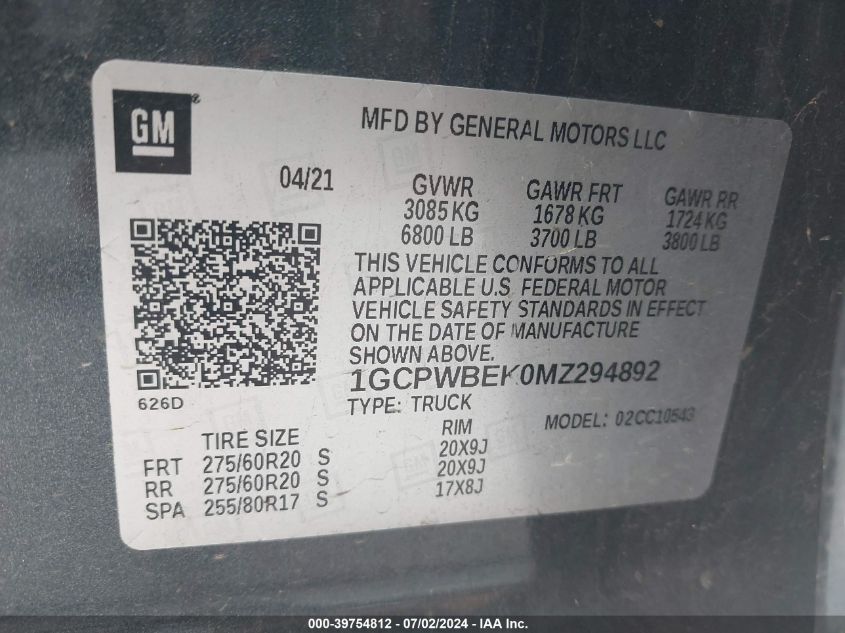 GM
MFD BY GENERAL MOTORS LLC
04/21
GVWR GAWR FRT GAWR RR
3085 KG 1678 KG 1724 KG
6800 LB 3700 LB 3800 LB
THIS VEHICLE CONFORMS TO ALL
APPLICABLE U.S. FEDERAL MOTOR
VEHICLE SAFETY STANDARDS IN EFFECT
ON THE DATE OF MANUFACTURE
SHOWN ABOVE.
1GCPWBEK0MZ294892
626D
TYPE: TRUCK
MODEL: 02CC10543
TIRE SIZE RIM
FRT 275/60R20 S 20X9J
RR 275/60R20 S 20X9J
SPA 255/80R17 S 17X8J
000-39754812 - 07/02/2024 - IAA Inc.